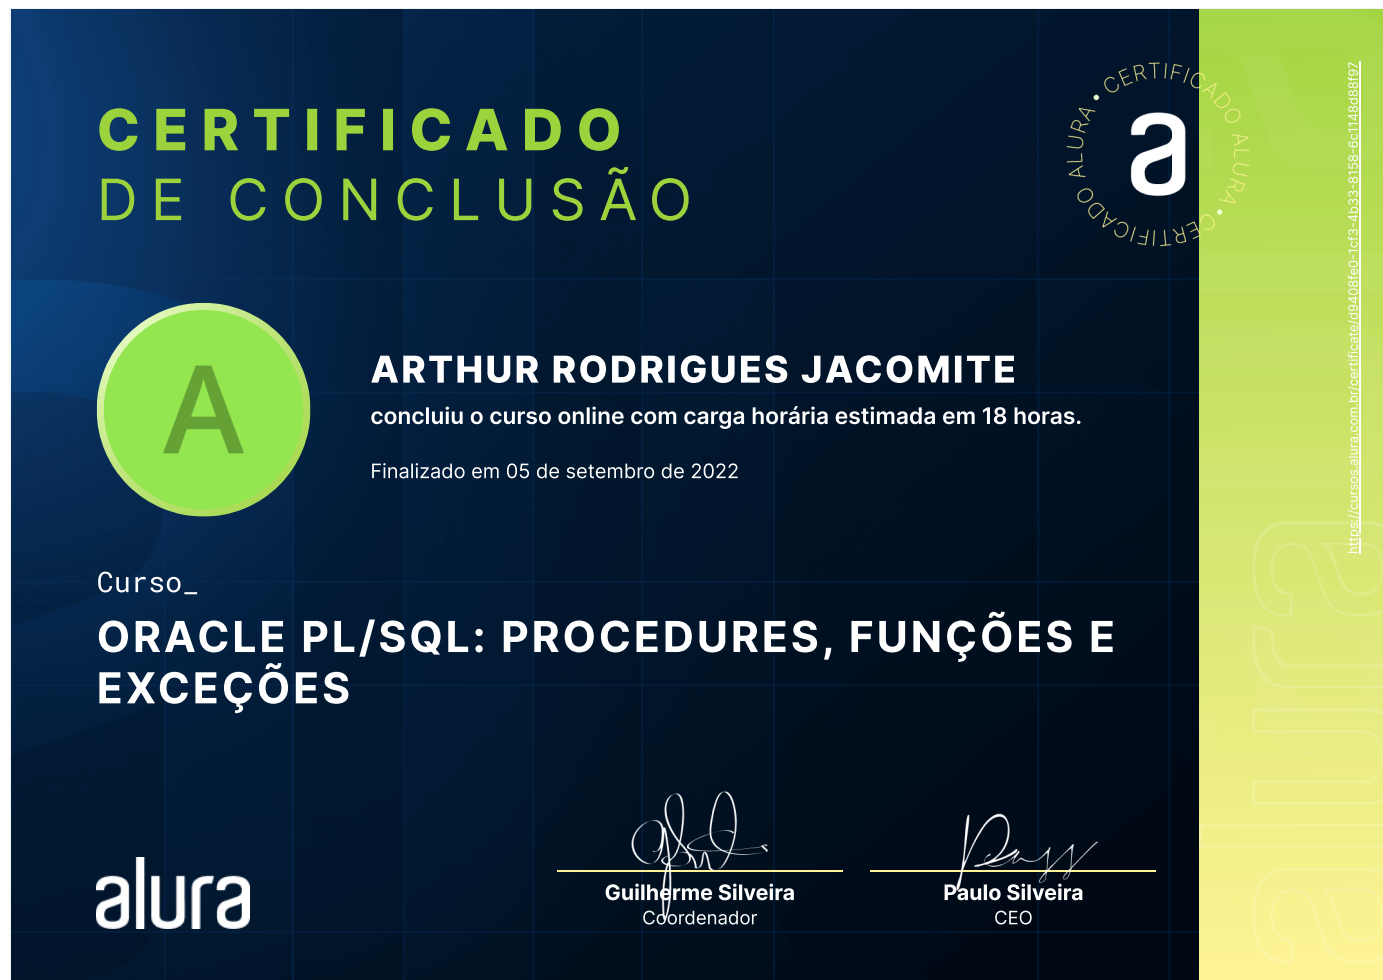 CERTIFICADO
DE CONCLUSÃO
CERTIFICADO ALURA • CERTIFICADO ALURA •
a
https://cursos.alura.com.br/certificate/d9408fe0-1cf3-4b33-8158-6c1148d88f97
A
ARTHUR RODRIGUES JACOMITE
concluiu o curso online com carga horária estimada em 18 horas.
Finalizado em 05 de setembro de 2022
Curso_
ORACLE PL/SQL: PROCEDURES, FUNÇÕES E
EXCEÇÕES
alura
Guilherme Silveira
Coordenador
Paulo Silveira
CEO
alura